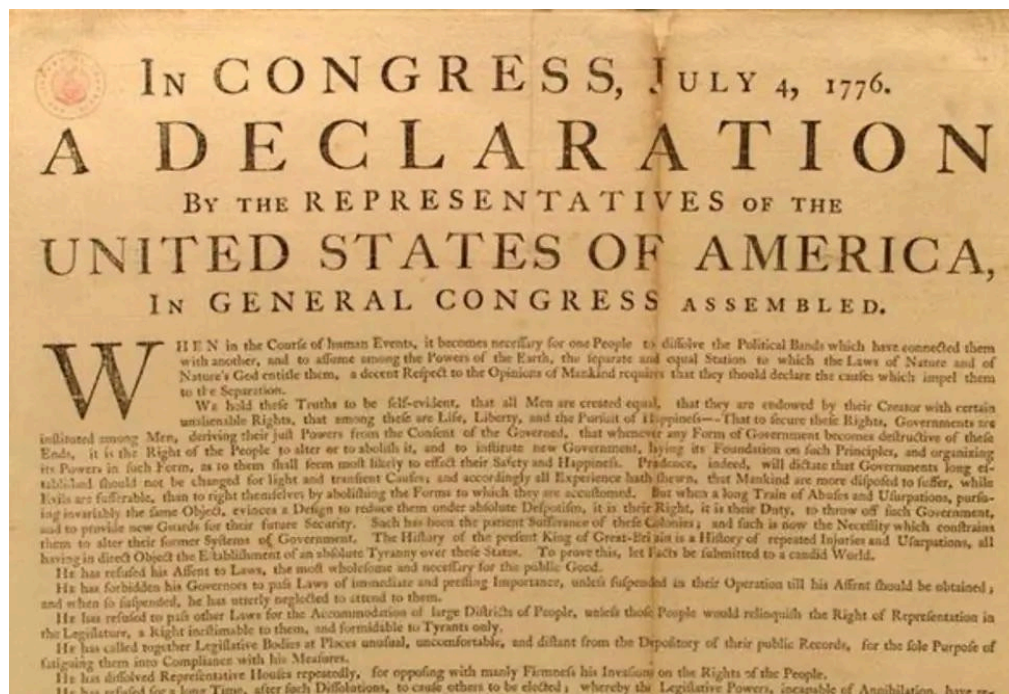 IN CONGRESS, JULY 4, 1776.
A DECLARATION
BY THE REPRESENTATIVES OF THE
UNITED STATES OF AMERICA,
IN GENERAL CONGRESS ASSEMBLED.
WHEN in the Courſe of human Events, it becomes neceſſary for one People to diſſolve the Political Bands which have connected them
with another, and to aſſume among the Powers of the Earth, the ſeparate and equal Station to which the Laws of Nature and of
Nature's God entitle them, a decent Reſpect to the Opinions of Mankind requires that they ſhould declare the cauſes which impel them
to the Separation.
We hold theſe Truths to be ſelf-evident, that all Men are created equal, that they are endowed by their Creator with certain
unalienable Rights, that among theſe are Life, Liberty, and the Purſuit of Happineſs--That to ſecure theſe Rights, Governments are
inſtituted among Men, deriving their juſt Powers from the Conſent of the Governed, that whenever any Form of Government becomes deſtructive of theſe
Ends, it is the Right of the People to alter or to aboliſh it, and to inſtitute new Government, laying its Foundation on ſuch Principles, and organizing
its Powers in ſuch Form, as to them ſhall ſeem moſt likely to effect their Safety and Happineſs. Prudence, indeed, will dictate that Governments long eſ-
tabliſhed ſhould not be changed for light and tranſient Cauſes; and accordingly all Experience hath ſhewn, that Mankind are more diſpoſed to ſuffer, while
Evils are ſufferable, than to right themſelves by aboliſhing the Forms to which they are accuſtomed. But when a long Train of Abuſes and Uſurpations, purſu-
ing invariably the ſame Object, evinces a Deſign to reduce them under abſolute Deſpotiſm, it is their Right, it is their Duty, to throw off ſuch Government,
and to provide new Guards for their future Security. Such has been the patient Sufferance of theſe Colonies; and ſuch is now the Neceſſity which conſtrains
them to alter their former Syſtems of Government. The Hiſtory of the preſent King of Great-Britain is a Hiſtory of repeated Injuries and Uſurpations, all
having in direct Object the Eſtabliſhment of an abſolute Tyranny over theſe States. To prove this, let Facts be ſubmitted to a candid World.
He has refuſed his Aſſent to Laws, the moſt wholeſome and neceſſary for the public Good.
He has forbidden his Governors to paſs Laws of immediate and preſſing Importance, unleſs ſuſpended in their Operation till his Aſſent ſhould be obtained;
and when ſo ſuſpended, he has utterly neglected to attend to them.
He has refuſed to paſs other Laws for the Accommodation of large Diſtricts of People, unleſs thoſe People would relinquiſh the Right of Repreſentation in
the Legiſlature, a Right ineſtimable to them, and formidable to Tyrants only.
He has called together Legiſlative Bodies at Places unuſual, uncomfortable, and diſtant from the Depoſitory of their public Records, for the ſole Purpoſe of
fatiguing them into Compliance with his Meaſures.
He has diſſolved Repreſentative Houſes repeatedly, for oppoſing with manly Firmneſs his Invaſions on the Rights of the People.
He has refuſed for a long Time, after ſuch Diſſolutions, to cauſe others to be elected; whereby the Legiſlative Powers, incapable of Annihilation, have